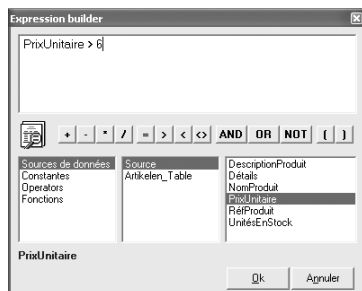 Expression builder
PrixUnitaire > 6
+ - * / = > < <> AND OR NOT ( )
Sources de données
Constantes
Operators
Fonctions
Source
Artikelen_Table
DescriptionProduit
Détails
NomProduit
PrixUnitaire
RéfProduit
UnitésEnStock
PrixUnitaire
Ok
Annuler